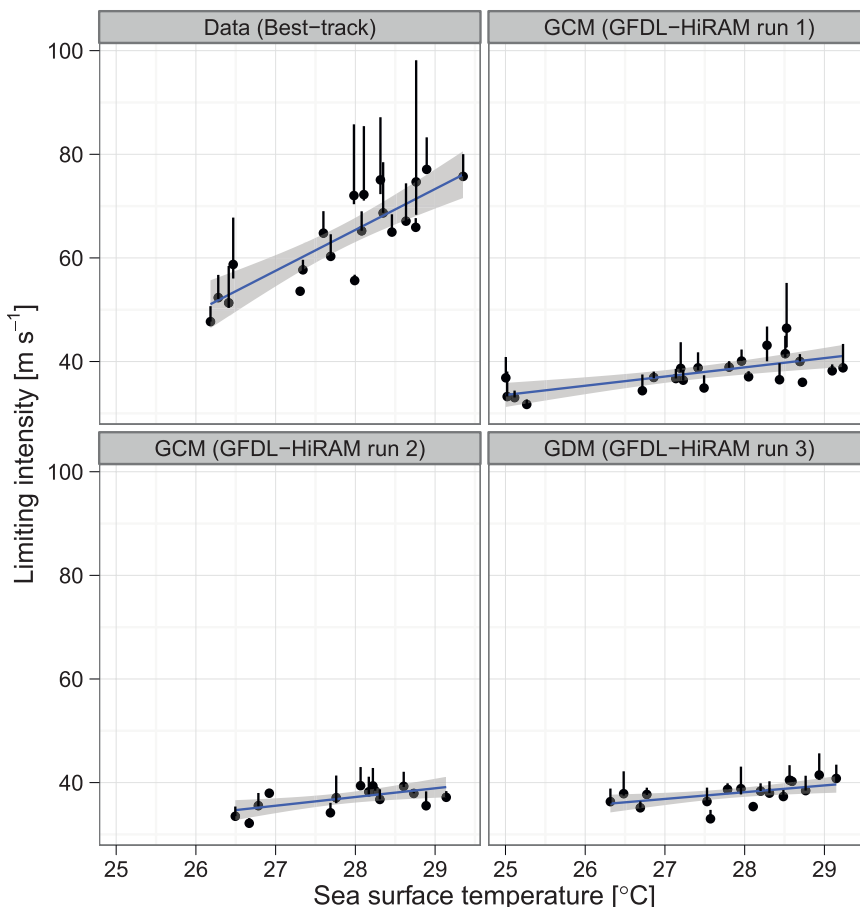 Data (Best−track)
GCM (GFDL−HiRAM run 1)
100
80
60
40
GCM (GFDL−HiRAM run 2)
GDM (GFDL−HiRAM run 3)
100
80
60
40
Limiting intensity [m s⁻¹]
25 26 27 28 29
25 26 27 28 29
Sea surface temperature [°C]